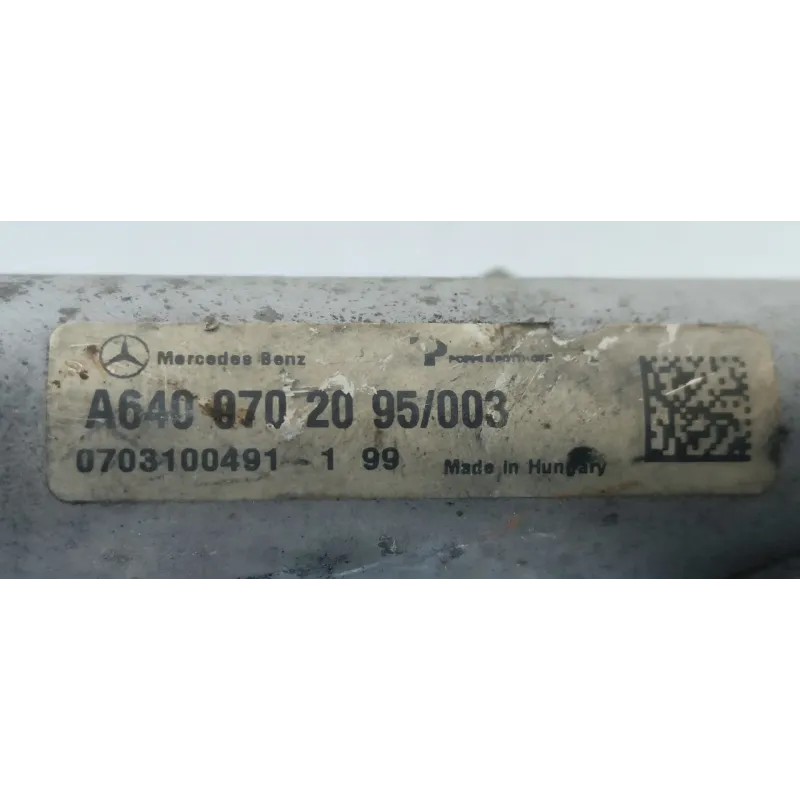 Mercedes Benz
A640 070 20 95/003
0703100491 1 99 Made in Hungary